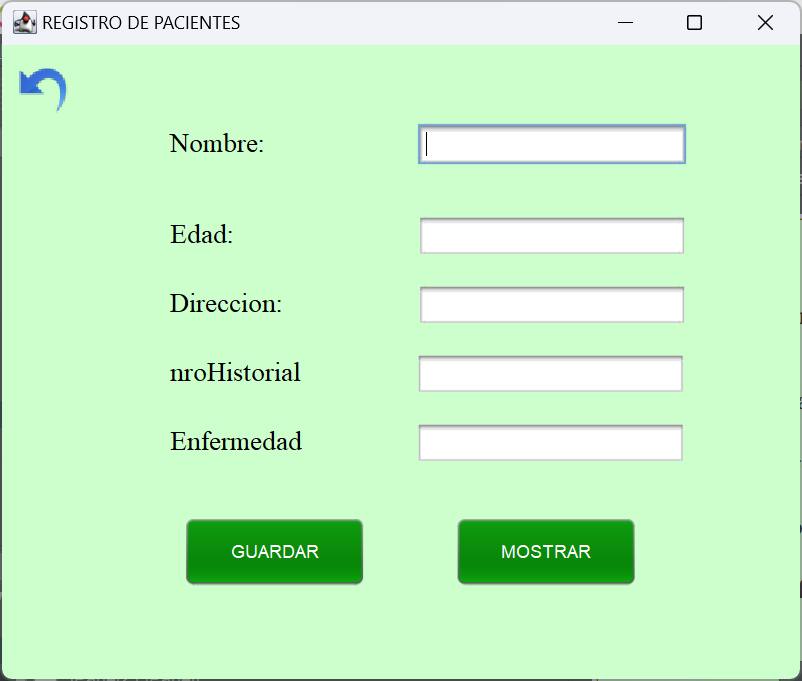 REGISTRO DE PACIENTES
Nombre:
Edad:
Direccion:
nroHistorial
Enfermedad
GUARDAR
MOSTRAR